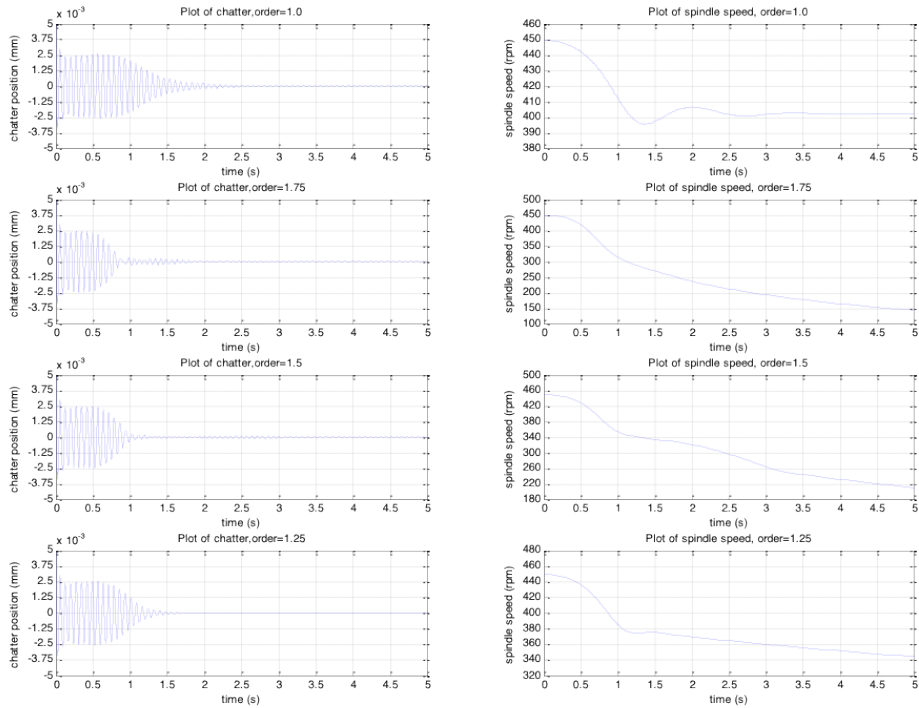 x 10⁻³
Plot of chatter,order=1.0
5
3.75
2.5
1.25
0
-1.25
-2.5
-3.75
-5
chatter position (mm)
0 0.5 1 1.5 2 2.5 3 3.5 4 4.5 5
time (s)
Plot of spindle speed, order=1.0
460
450
440
430
420
410
400
390
380
spindle speed (rpm)
0 0.5 1 1.5 2 2.5 3 3.5 4 4.5 5
time (s)
x 10⁻³
Plot of chatter,order=1.75
5
3.75
2.5
1.25
0
-1.25
-2.5
-3.75
-5
chatter position (mm)
0 0.5 1 1.5 2 2.5 3 3.5 4 4.5 5
time (s)
Plot of spindle speed, order=1.75
500
450
400
350
300
250
200
150
100
spindle speed (rpm)
0 0.5 1 1.5 2 2.5 3 3.5 4 4.5 5
time (s)
x 10⁻³
Plot of chatter,order=1.5
5
3.75
2.5
1.25
0
-1.25
-2.5
-3.75
-5
chatter position (mm)
0 0.5 1 1.5 2 2.5 3 3.5 4 4.5 5
time (s)
Plot of spindle speed, order=1.5
500
460
420
380
340
300
260
220
180
spindle speed (rpm)
0 0.5 1 1.5 2 2.5 3 3.5 4 4.5 5
time (s)
x 10⁻³
Plot of chatter,order=1.25
5
3.75
2.5
1.25
0
-1.25
-2.5
-3.75
-5
chatter position (mm)
0 0.5 1 1.5 2 2.5 3 3.5 4 4.5 5
time (s)
Plot of spindle speed, order=1.25
480
460
440
420
400
380
360
340
320
spindle speed (rpm)
0 0.5 1 1.5 2 2.5 3 3.5 4 4.5 5
time (s)